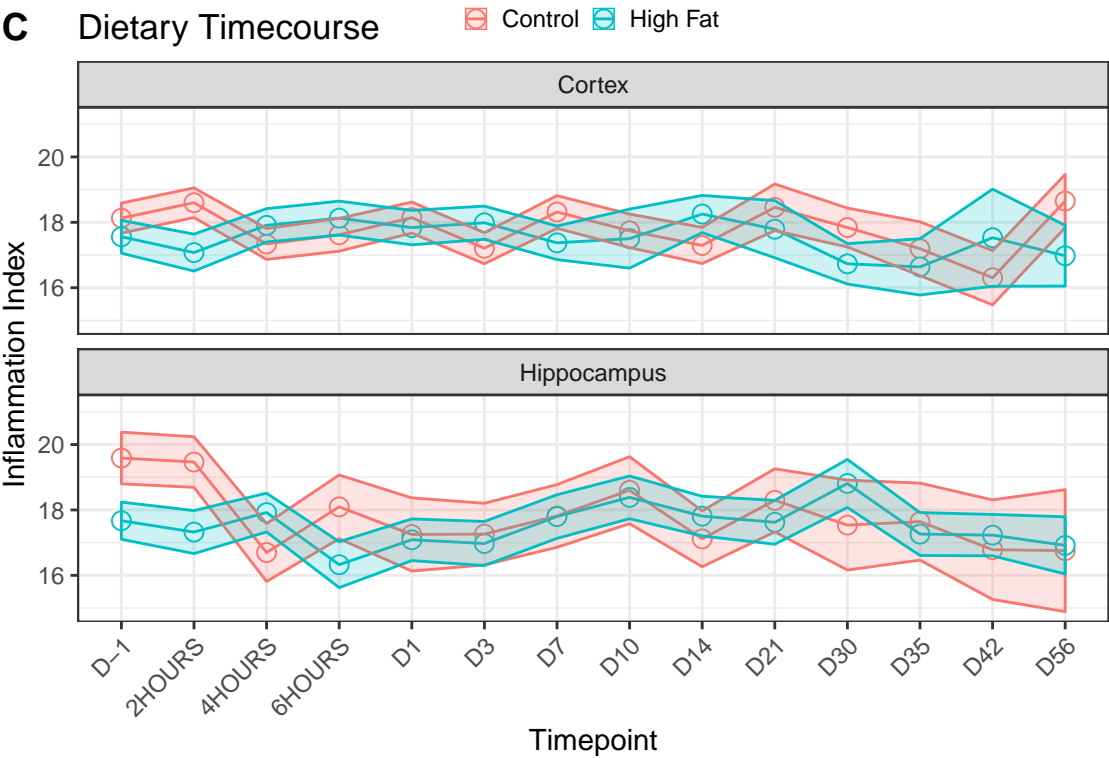 C Dietary Timecourse Control High Fat
Cortex
20
18
16
Inflammation Index
Hippocampus
20
18
16
D−1 2HOURS 4HOURS 6HOURS D1 D3 D7 D10 D14 D21 D30 D35 D42 D56
Timepoint